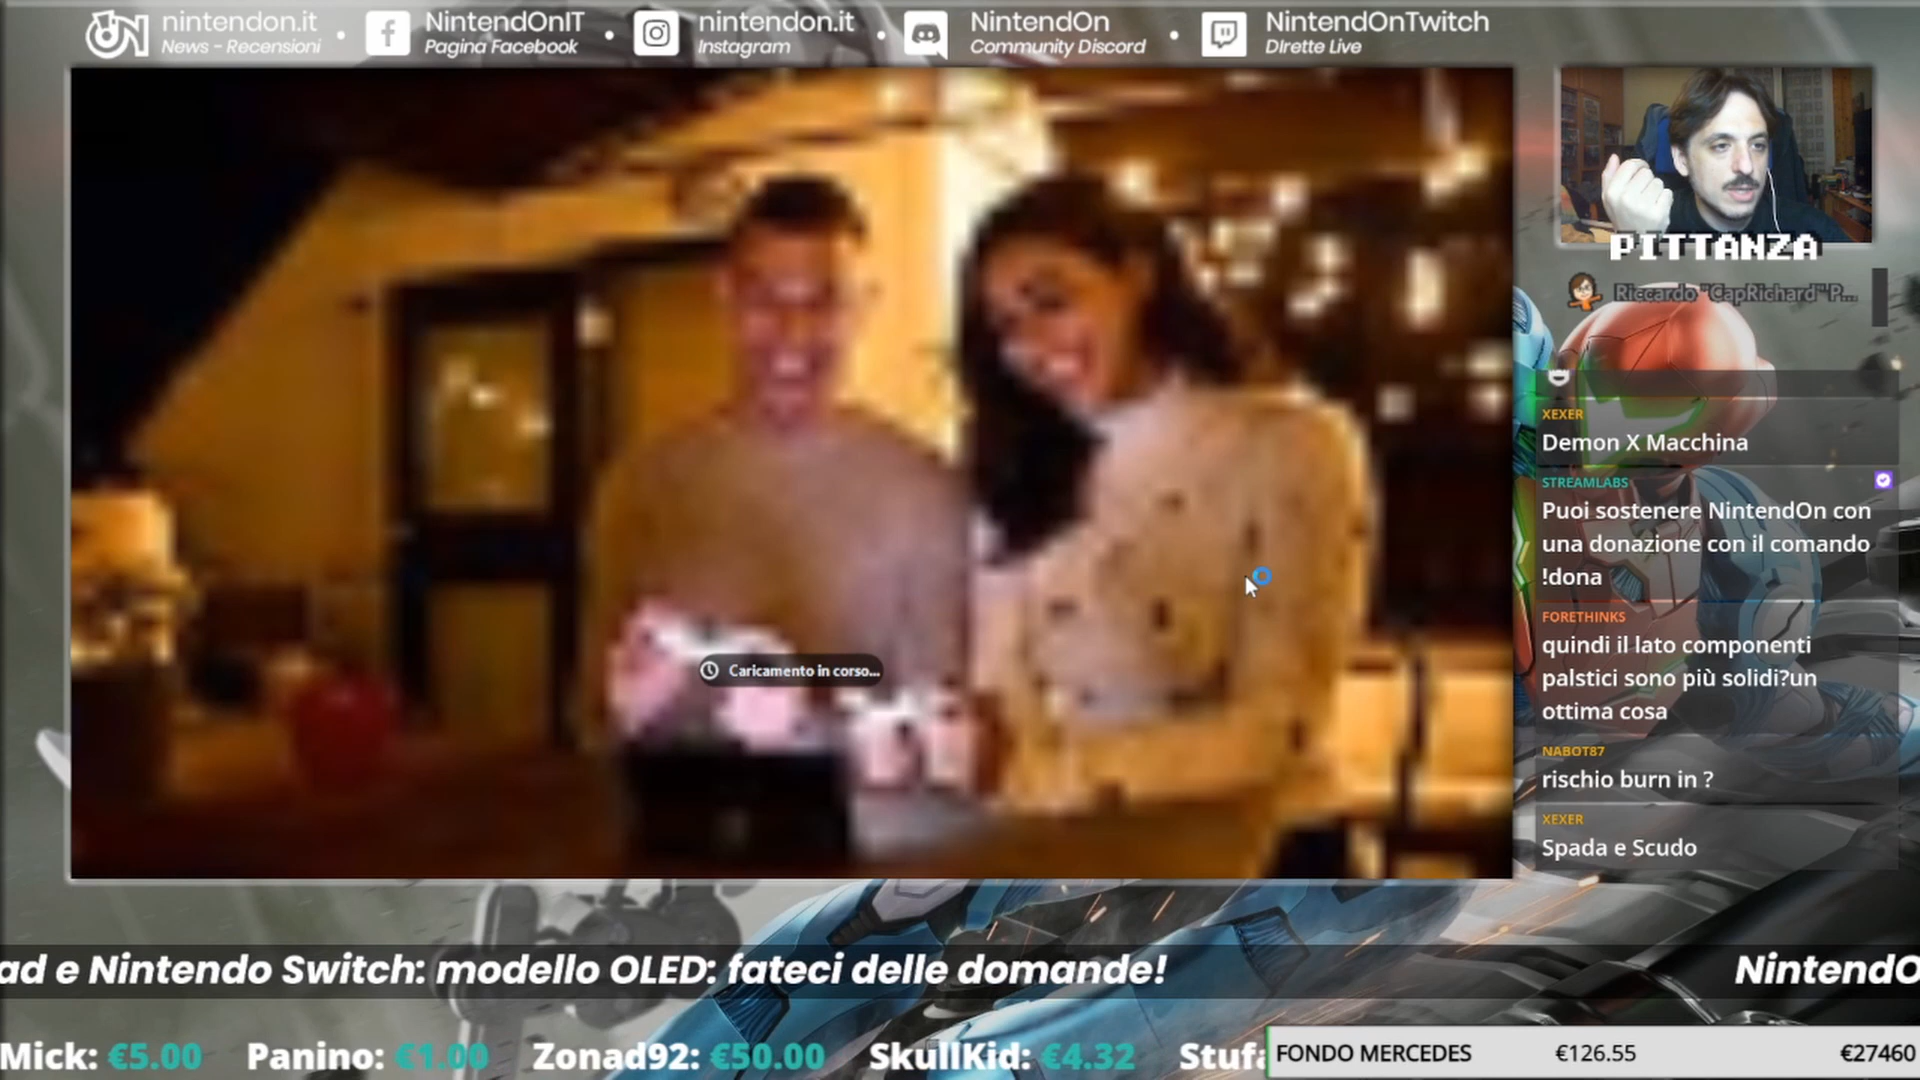 nintendon.it
News - Recensioni
NintendOnIT
Pagina Facebook
nintendon.it
Instagram
NintendOn
Community Discord
NintendOnTwitch
DIrette Live
PITTANZA
Riccardo "CapRichard" P...
XEXER
Demon X Macchina
STREAMLABS
Puoi sostenere NintendOn con
una donazione con il comando
!dona
FORETHINKS
quindi il lato componenti
palstici sono più solidi?un
ottima cosa
NABOT87
rischio burn in ?
XEXER
Spada e Scudo
Caricamento in corso...
ad e Nintendo Switch: modello OLED: fateci delle domande!
NintendO
Mick: €5.00 Panino: €1.00 Zonad92: €50.00 SkullKid: €4.32 Stufa
FONDO MERCEDES €126.55 €27460